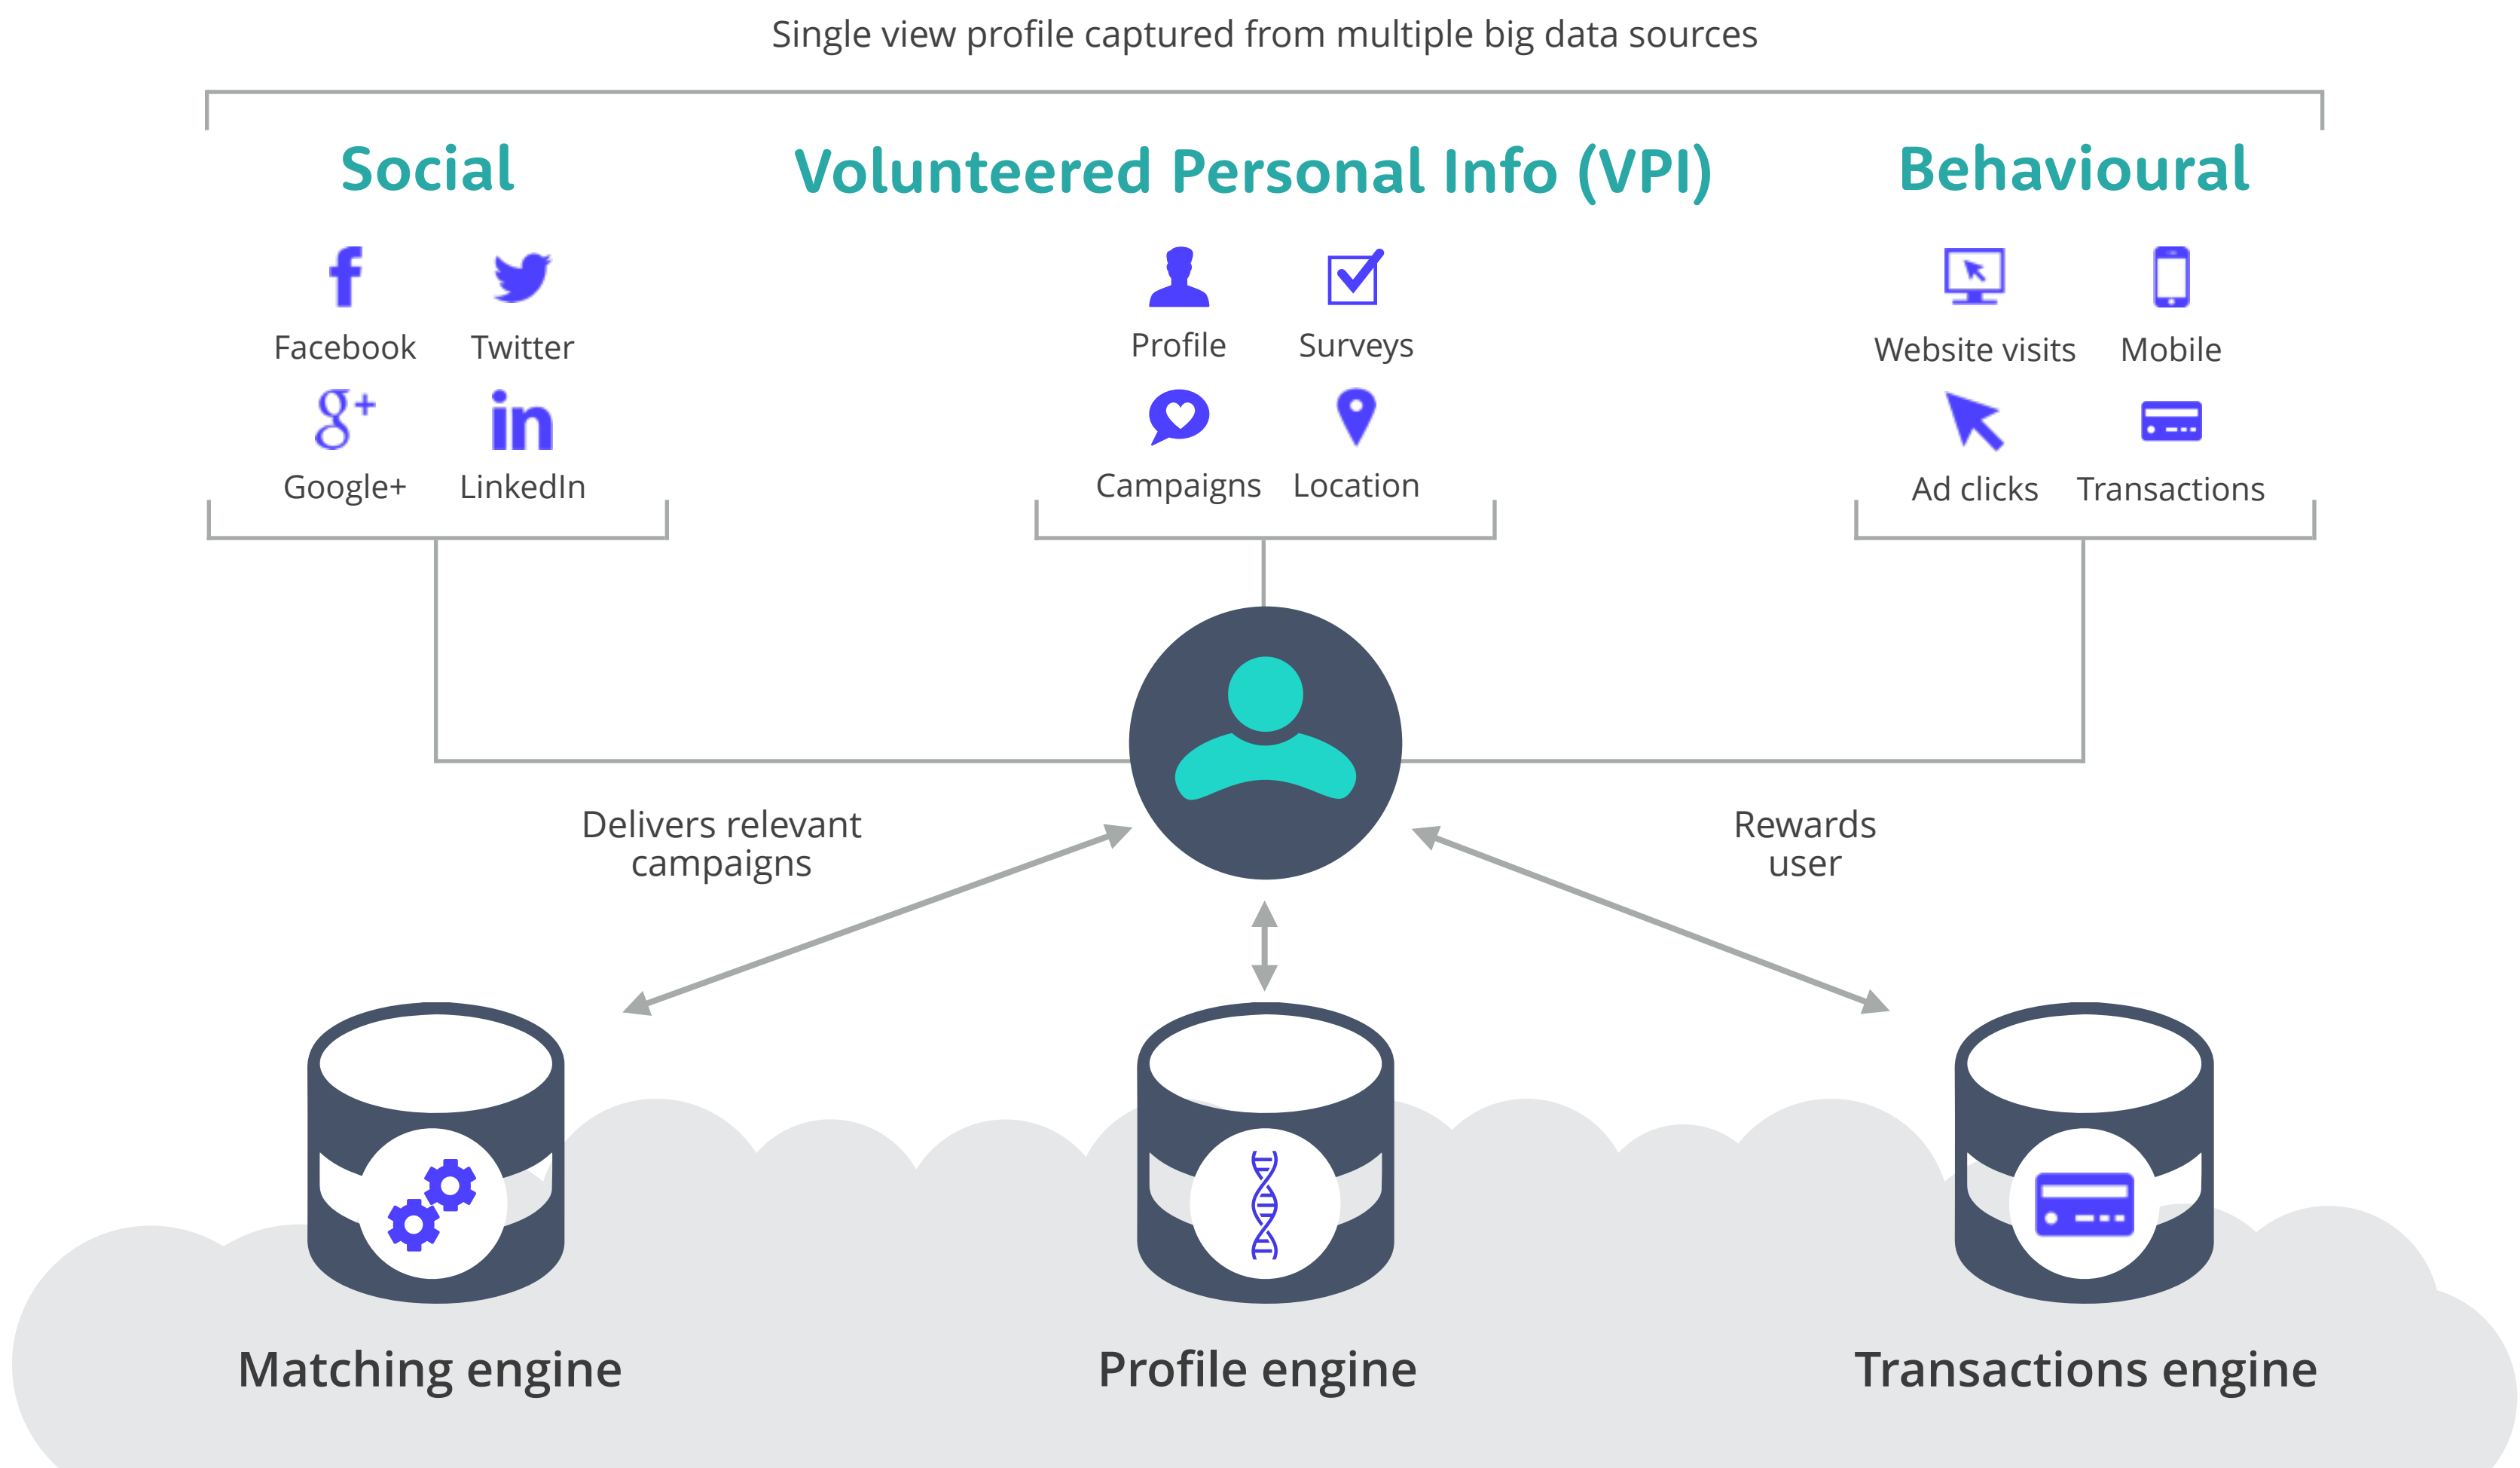 Single view profile captured from multiple big data sources
Social
Volunteered Personal Info (VPI)
Behavioural
Facebook
Twitter
Profile
Surveys
Website visits
Mobile
Google+
LinkedIn
Campaigns
Location
Ad clicks
Transactions
Delivers relevant
campaigns
Rewards
user
Matching engine
Profile engine
Transactions engine